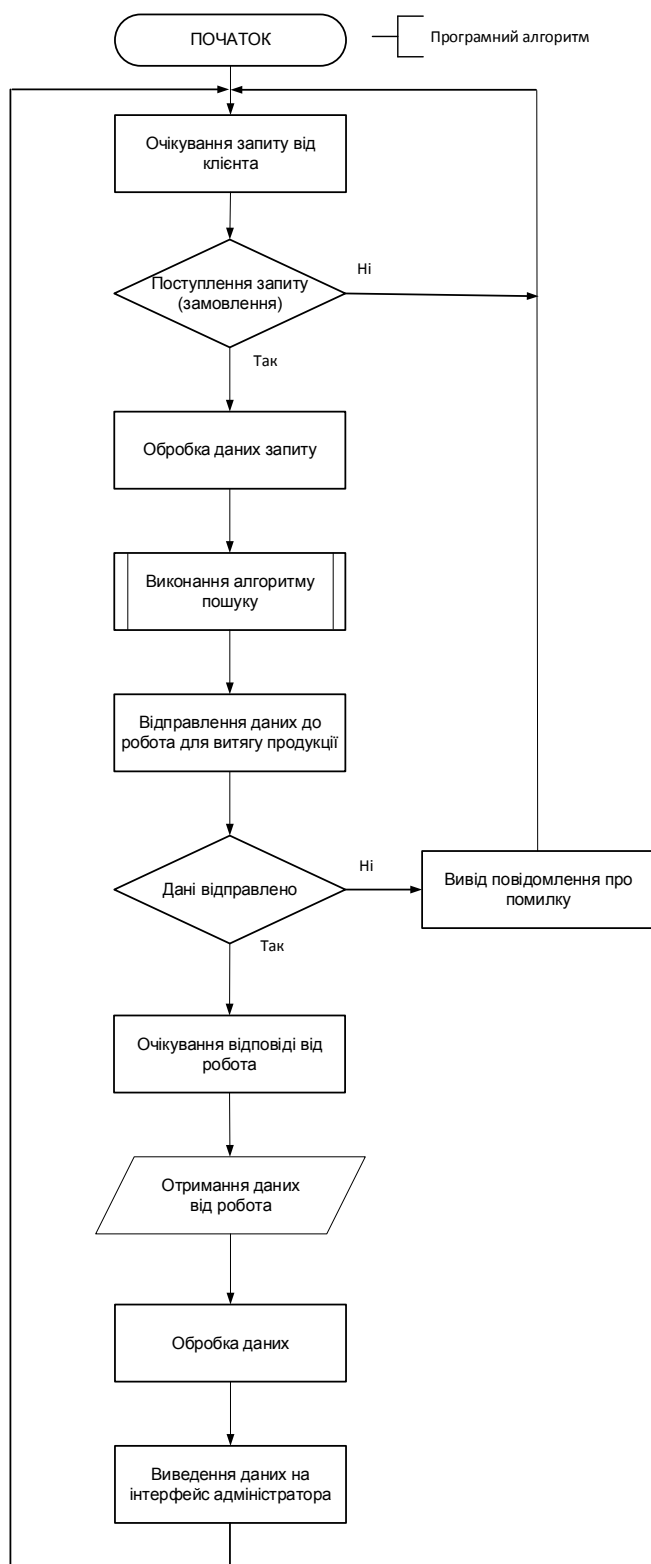 ПОЧАТОК
Програмний алгоритм
Очікування запиту від
клієнта
Поступлення запиту
(замовлення)
Ні
Так
Обробка даних запиту
Виконання алгоритму
пошуку
Відправлення даних до
робота для витягу продукції
Дані відправлено
Ні
Вивід повідомлення про
помилку
Так
Очікування відповіді від
робота
Отримання даних
від робота
Обробка даних
Виведення даних на
інтерфейс адміністратора